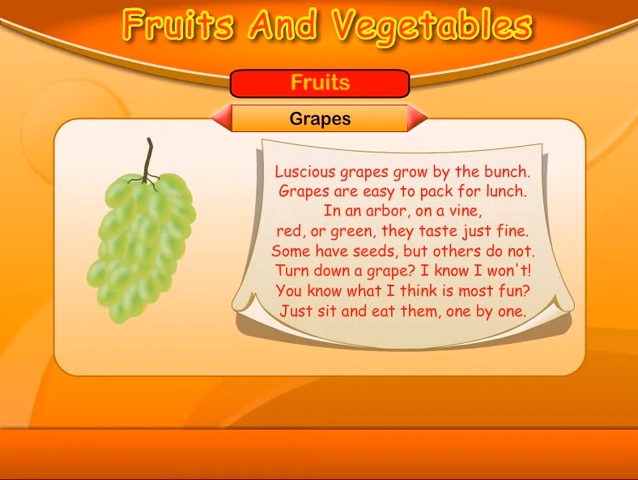 Fruits And Vegetables
Fruits
Grapes
Luscious grapes grow by the bunch.
Grapes are easy to pack for lunch.
In an arbor, on a vine,
red, or green, they taste just fine.
Some have seeds, but others do not.
Turn down a grape? I know I won't!
You know what I think is most fun?
Just sit and eat them, one by one.